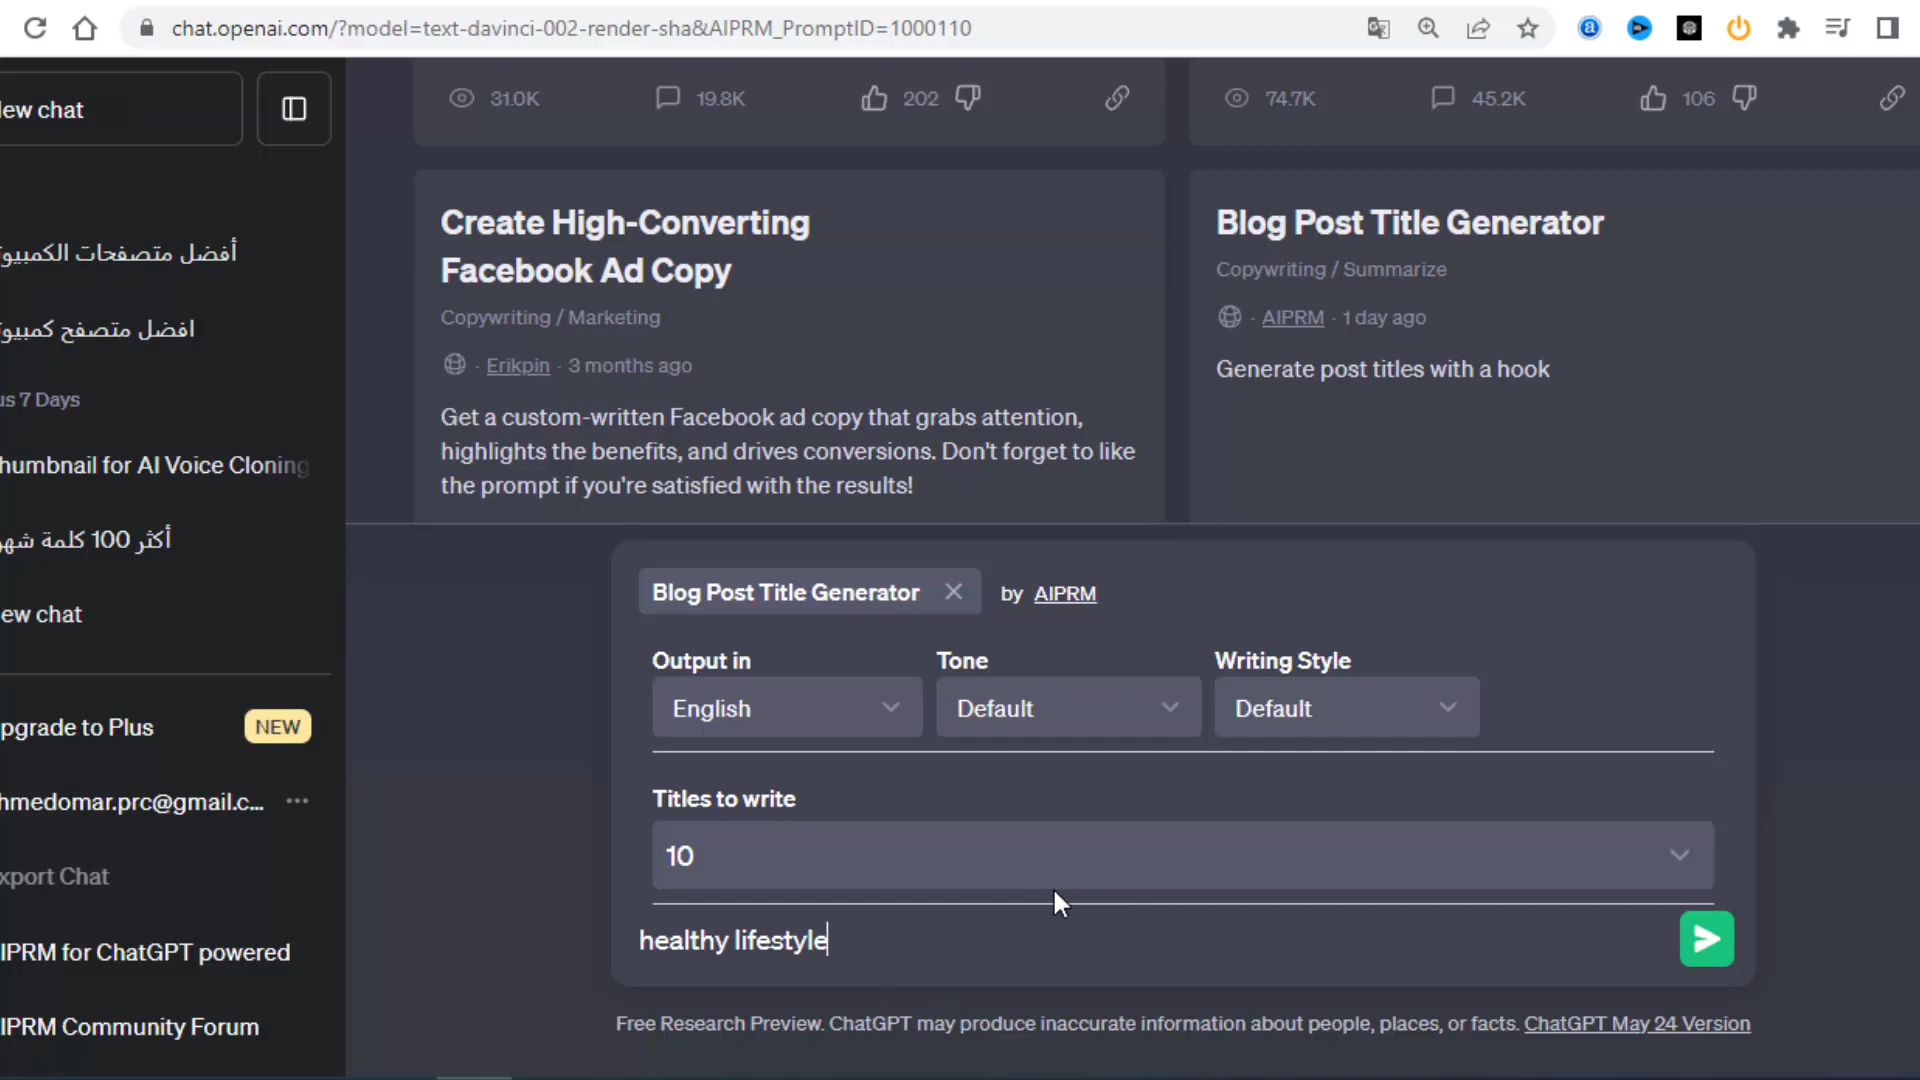 chat.openai.com/?model=text-davinci-002-render-sha&AIPRM_PromptID=1000110
ew chat
31.0K 19.8K 202
74.7K 45.2K 106
أفضل متصفحات الكمبيو
افضل متصفح كمبيو
us 7 Days
humbnail for AI Voice Cloning
أكثر 100 كلمة شهو
ew chat
pgrade to Plus NEW
hmedomar.prc@gmail.c...
xport Chat
IPRM for ChatGPT powered
IPRM Community Forum
Create High-Converting
Facebook Ad Copy
Copywriting / Marketing
· Erikpin · 3 months ago
Get a custom-written Facebook ad copy that grabs attention,
highlights the benefits, and drives conversions. Don't forget to like
the prompt if you're satisfied with the results!
Blog Post Title Generator
Copywriting / Summarize
· AIPRM · 1 day ago
Generate post titles with a hook
Blog Post Title Generator by AIPRM
Output in Tone Writing Style
English Default Default
Titles to write
10
healthy lifestyle
Free Research Preview. ChatGPT may produce inaccurate information about people, places, or facts. ChatGPT May 24 Version